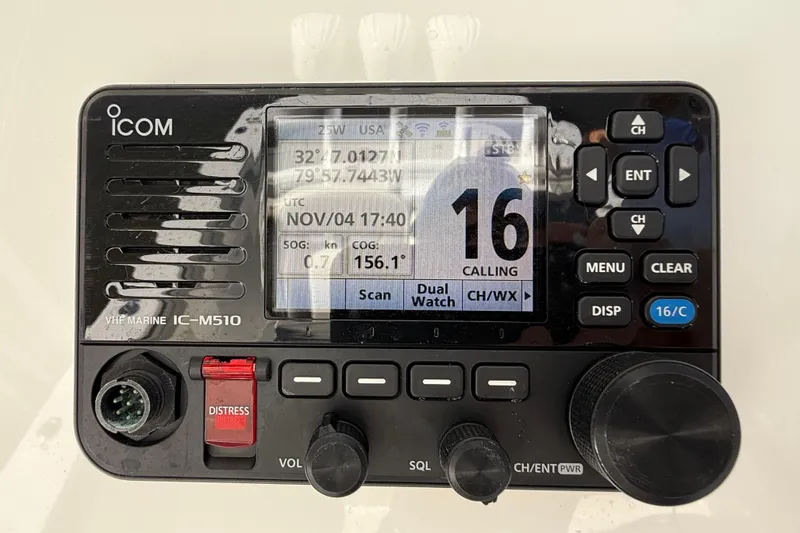 ICOM
25W USA
32°47.0127N
79°57.7443W
STBY
UTC
NOV/04 17:40
SOG: kn COG:
0.7 156.1°
16
CALLING
Scan Dual Watch CH/WX
VHF MARINE IC-M510
CH
ENT
CH
MENU CLEAR
DISP 16/C
DISTRESS
VOL SQL CH/ENT PWR